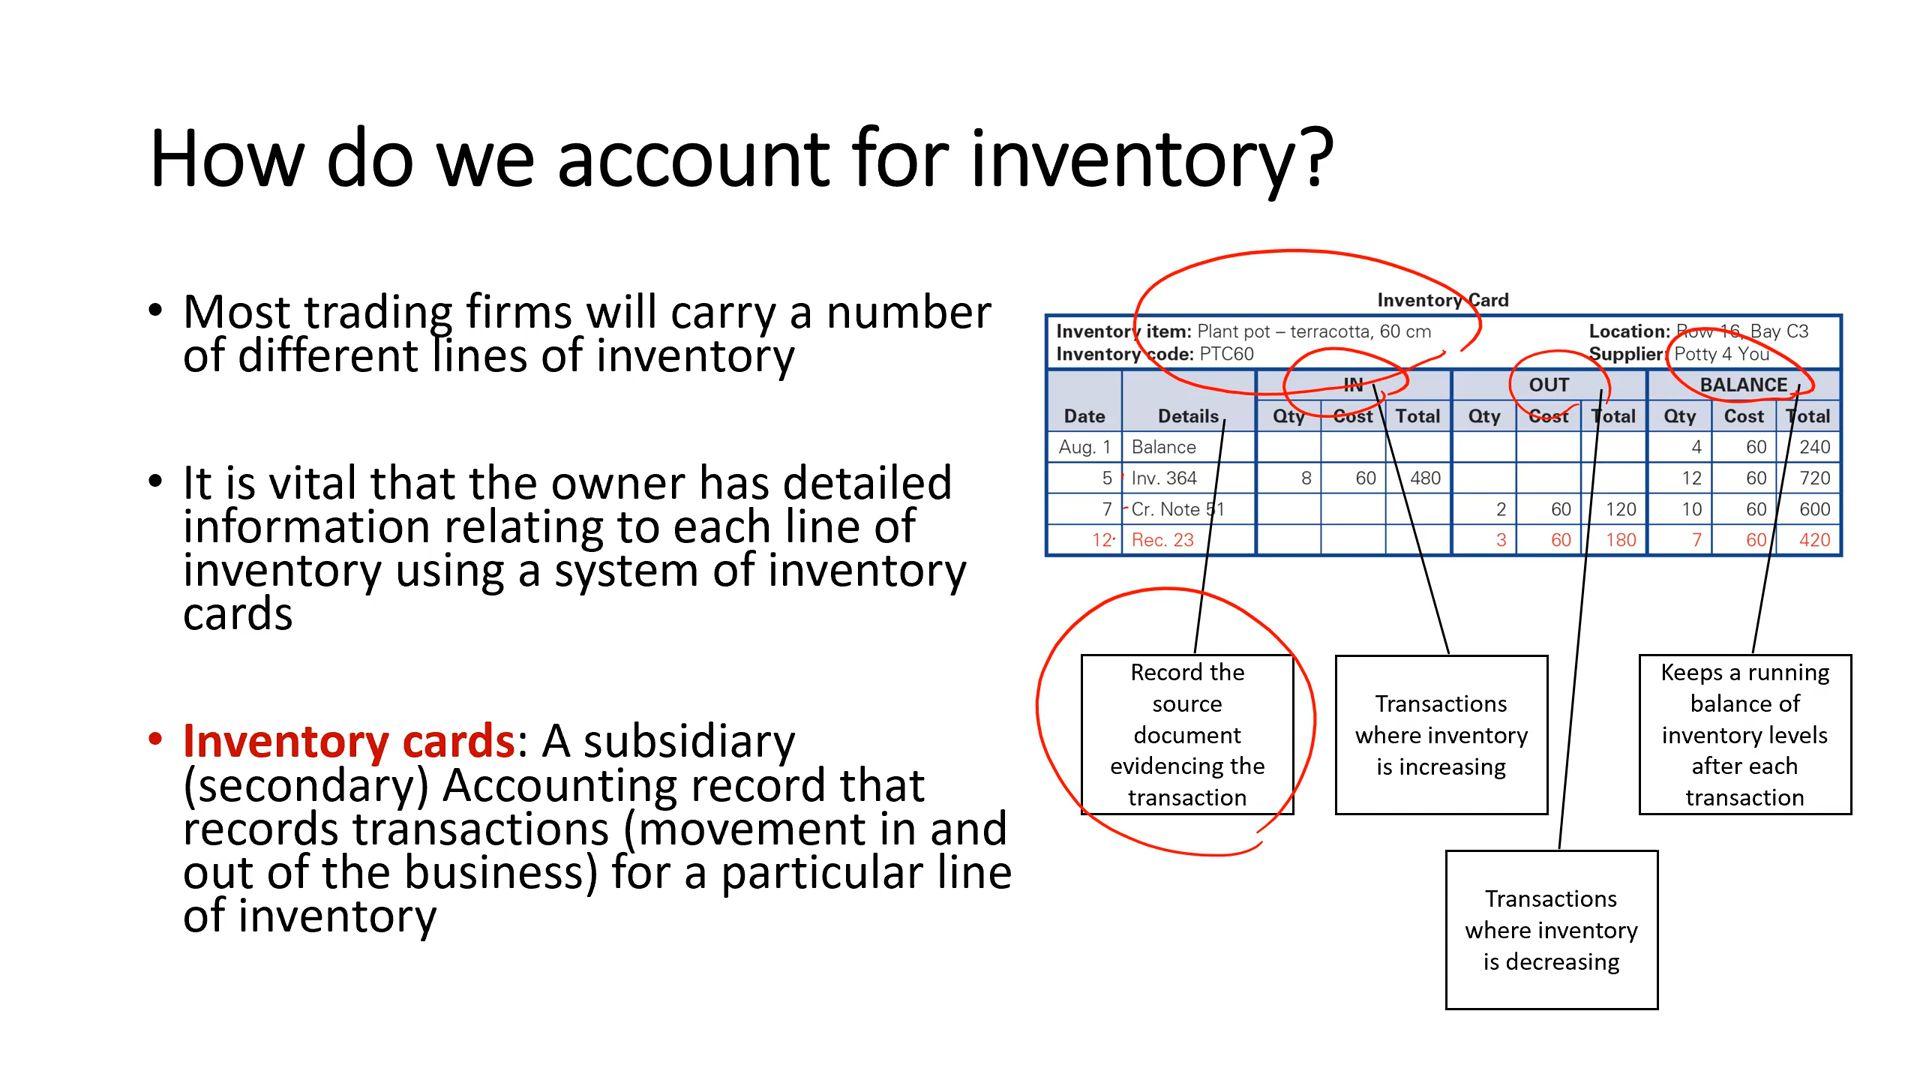 How do we account for inventory?
• Most trading firms will carry a number
of different lines of inventory
• It is vital that the owner has detailed
information relating to each line of
inventory using a system of inventory
cards
• Inventory cards: A subsidiary
(secondary) Accounting record that
records transactions (movement in and
out of the business) for a particular line
of inventory
Inventory Card
Inventory item: Plant pot – terracotta, 60 cm Location: Row 16, Bay C3
Inventory code: PTC60 Supplier: Potty 4 You
IN OUT BALANCE
Date Details Qty Cost Total Qty Cost Total Qty Cost Total
Aug. 1 Balance 4 60 240
5 Inv. 364 8 60 480 12 60 720
7 Cr. Note 51 2 60 120 10 60 600
12 Rec. 23 3 60 180 7 60 420
Record the
source
document
evidencing the
transaction
Transactions
where inventory
is increasing
Keeps a running
balance of
inventory levels
after each
transaction
Transactions
where inventory
is decreasing